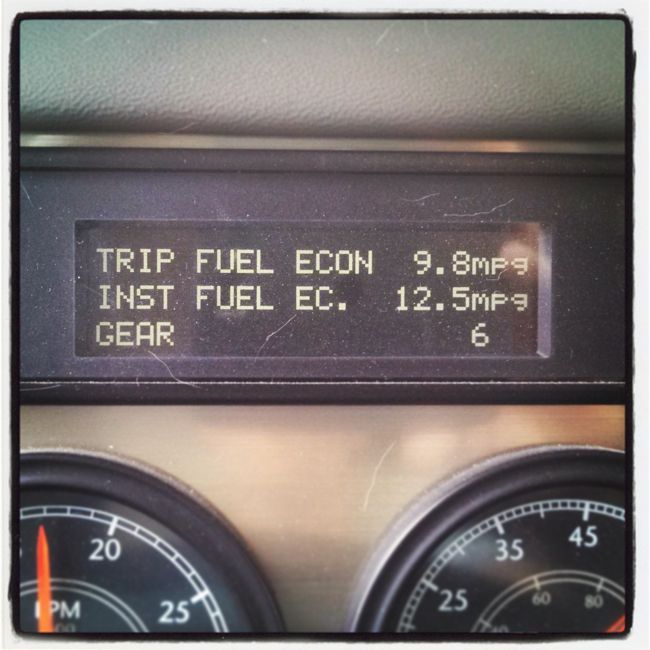 TRIP FUEL ECON 9.8mpg
INST FUEL EC. 12.5mpg
GEAR 6
20
25
RPM
25
35
45
60
80